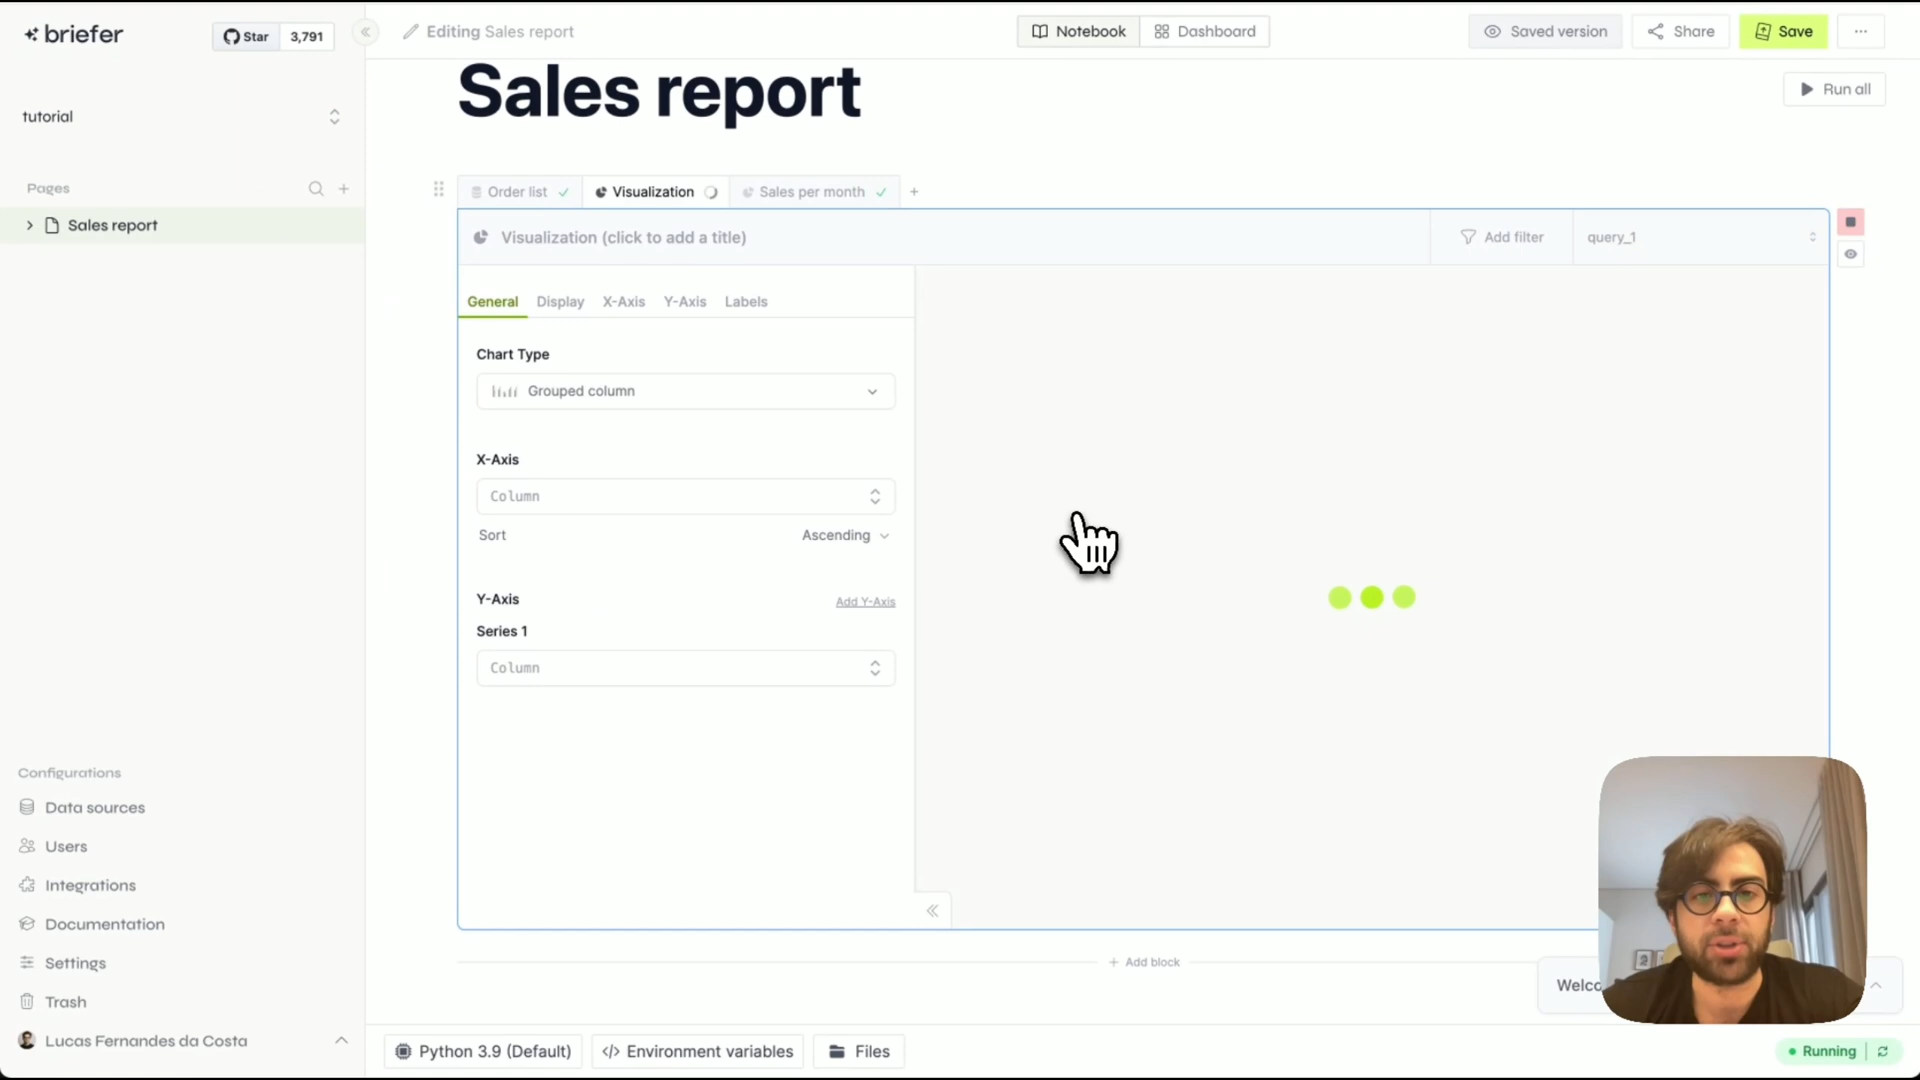 briefer
Star 3,791
Editing Sales report
Notebook
Dashboard
Saved version
Share
Save
Sales report
Run all
tutorial
Pages
Sales report
Order list
Visualization
Sales per month
Visualization (click to add a title)
Add filter
query_1
General
Display
X-Axis
Y-Axis
Labels
Chart Type
Grouped column
X-Axis
Column
Sort
Ascending
Y-Axis
Add Y-Axis
Series 1
Column
Add block
Configurations
Data sources
Users
Integrations
Documentation
Settings
Trash
Lucas Fernandes da Costa
Python 3.9 (Default)
Environment variables
Files
Running